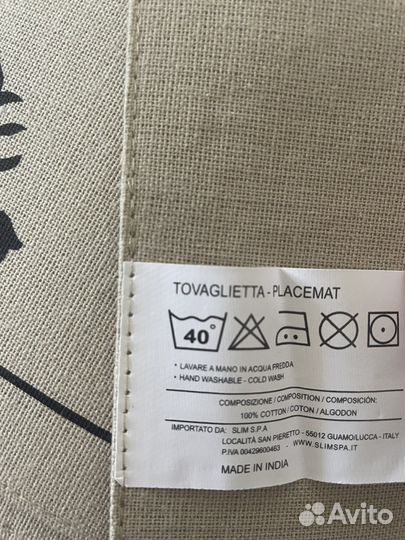 TOVAGLIETTA - PLACEMAT
40°
• LAVARE A MANO IN ACQUA FREDDA
• HAND WASHABLE - COLD WASH
COMPOSIZIONE / COMPOSITION / COMPOSICIÓN:
100% COTTON / COTON / ALGODON
IMPORTATO DA: SLIM S.P.A
LOCALITÀ SAN PIERETTO - 55012 GUAMO/LUCCA - ITALY
P.IVA 00429600463 - WWW.SLIMSPA.IT
MADE IN INDIA
Avito